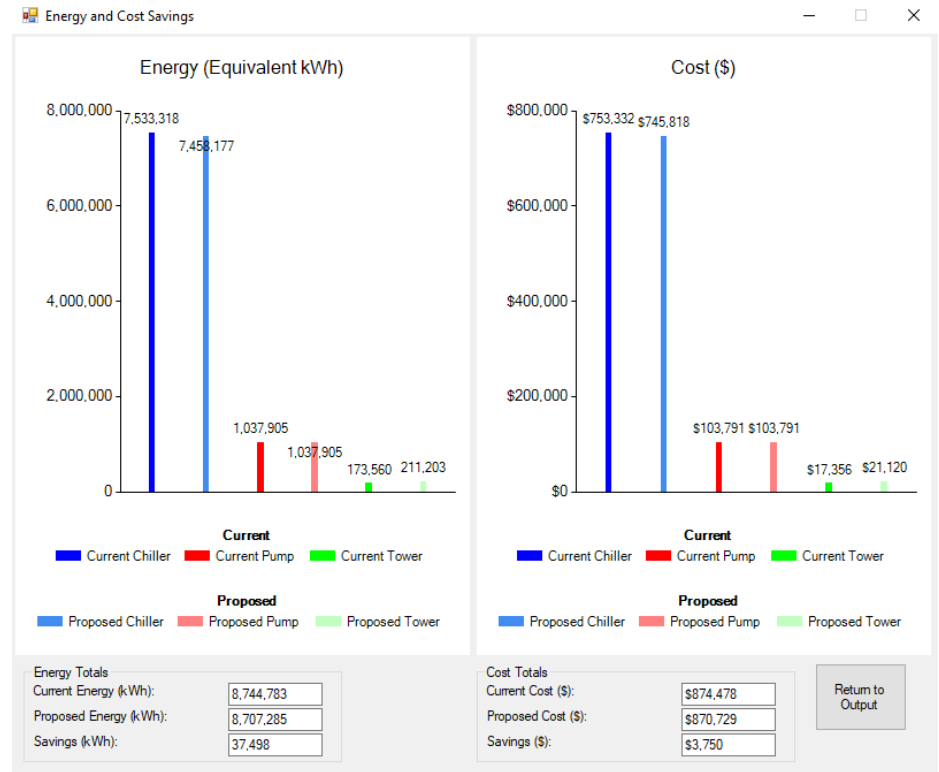 Energy and Cost Savings
Energy (Equivalent kWh)
8,000,000
7,533,318
7,458,177
6,000,000
4,000,000
2,000,000
1,037,905
1,037,905
173,560 211,203
0
Current
Current Chiller Current Pump Current Tower
Proposed
Proposed Chiller Proposed Pump Proposed Tower
Cost ($)
$800,000
$753,332 $745,818
$600,000
$400,000
$200,000
$103,791 $103,791
$17,356 $21,120
$0
Current
Current Chiller Current Pump Current Tower
Proposed
Proposed Chiller Proposed Pump Proposed Tower
Energy Totals
Current Energy (kWh): 8,744,783
Proposed Energy (kWh): 8,707,285
Savings (kWh): 37,498
Cost Totals
Current Cost ($): $874,478
Proposed Cost ($): $870,729
Savings ($): $3,750
Return to
Output